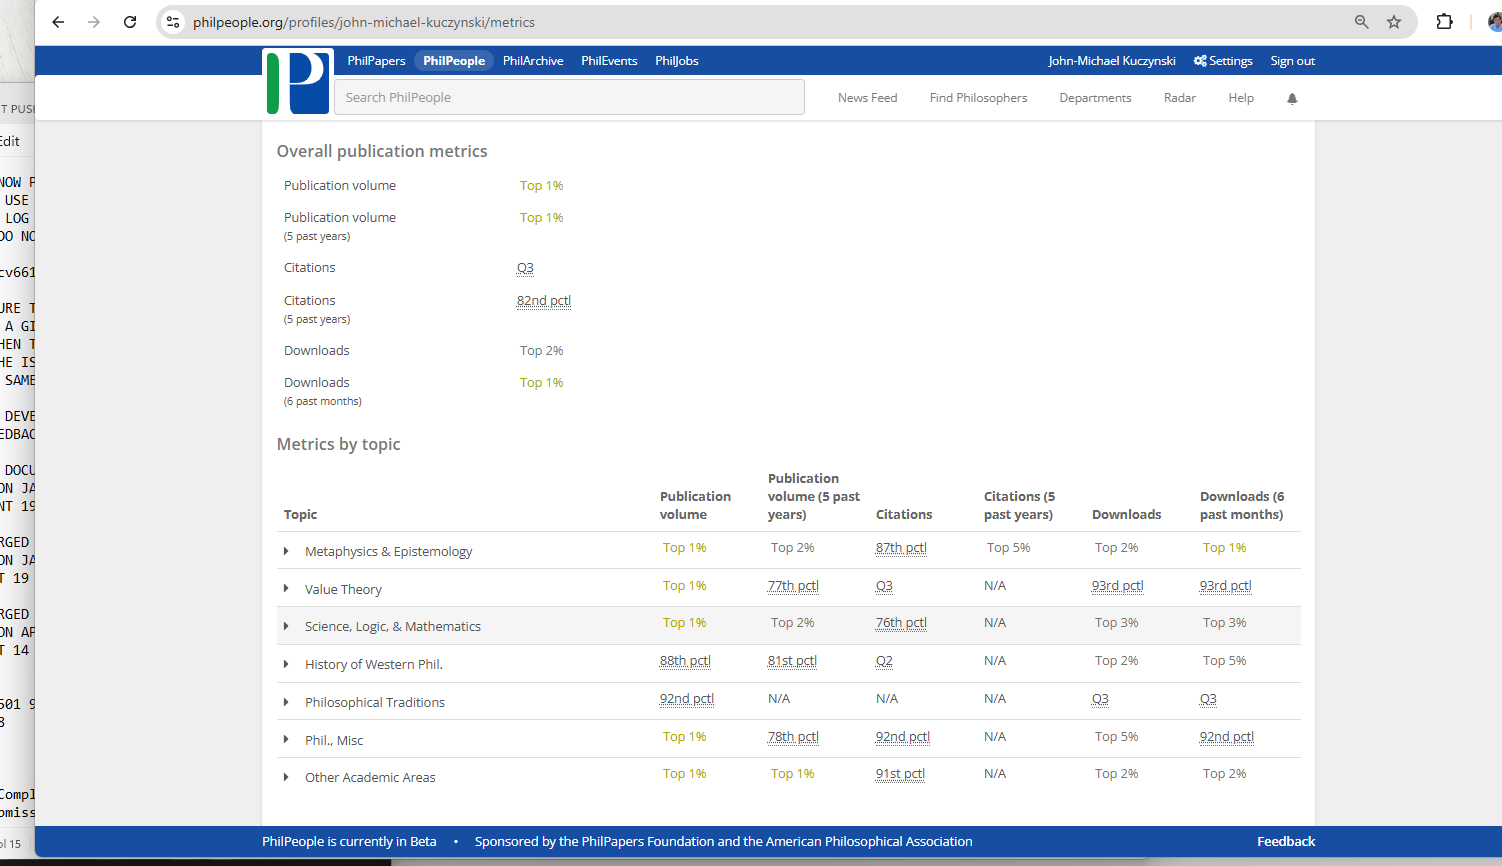 philpeople.org/profiles/john-michael-kuczynski/metrics
PhilPapers PhilPeople PhilArchive PhilEvents PhilJobs John-Michael Kuczynski Settings Sign out
P
Search PhilPeople News Feed Find Philosophers Departments Radar Help
Overall publication metrics
Publication volume Top 1%
Publication volume Top 1%
(5 past years)
Citations Q3
Citations 82nd pctl
(5 past years)
Downloads Top 2%
Downloads Top 1%
(6 past months)
Metrics by topic
Topic Publication volume Publication volume (5 past years) Citations Citations (5 past years) Downloads Downloads (6 past months)
Metaphysics & Epistemology Top 1% Top 2% 87th pctl Top 5% Top 2% Top 1%
Value Theory Top 1% 77th pctl Q3 N/A 93rd pctl 93rd pctl
Science, Logic, & Mathematics Top 1% Top 2% 76th pctl N/A Top 3% Top 3%
History of Western Phil. 88th pctl 81st pctl Q2 N/A Top 2% Top 5%
Philosophical Traditions 92nd pctl N/A N/A N/A Q3 Q3
Phil., Misc Top 1% 78th pctl 92nd pctl N/A Top 5% 92nd pctl
Other Academic Areas Top 1% Top 1% 91st pctl N/A Top 2% Top 2%
PhilPeople is currently in Beta • Sponsored by the PhilPapers Foundation and the American Philosophical Association Feedback